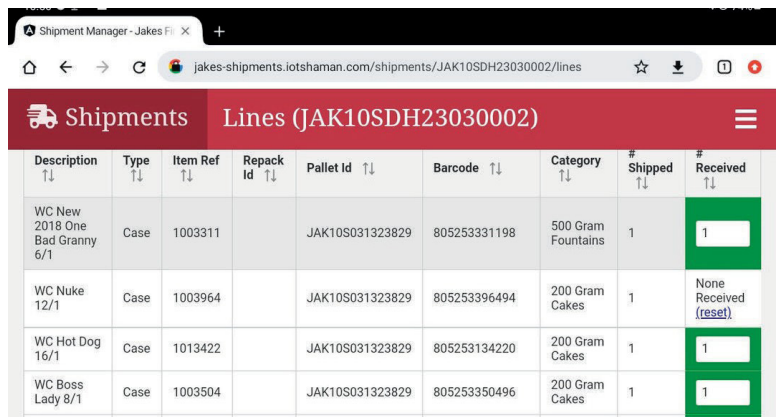 Shipment Manager - Jakes Fi
jakes-shipments.iotshaman.com/shipments/JAK10SDH23030002/lines
1
Shipments Lines (JAK10SDH23030002)
Description Type Item Ref Repack Id Pallet Id Barcode Category # Shipped # Received
WC New 2018 One Bad Granny 6/1 Case 1003311 JAK10S031323829 805253331198 500 Gram Fountains 1 1
WC Nuke 12/1 Case 1003964 JAK10S031323829 805253396494 200 Gram Cakes 1 None Received (reset)
WC Hot Dog 16/1 Case 1013422 JAK10S031323829 805253134220 200 Gram Cakes 1 1
WC Boss Lady 8/1 Case 1003504 JAK10S031323829 805253350496 200 Gram Cakes 1 1